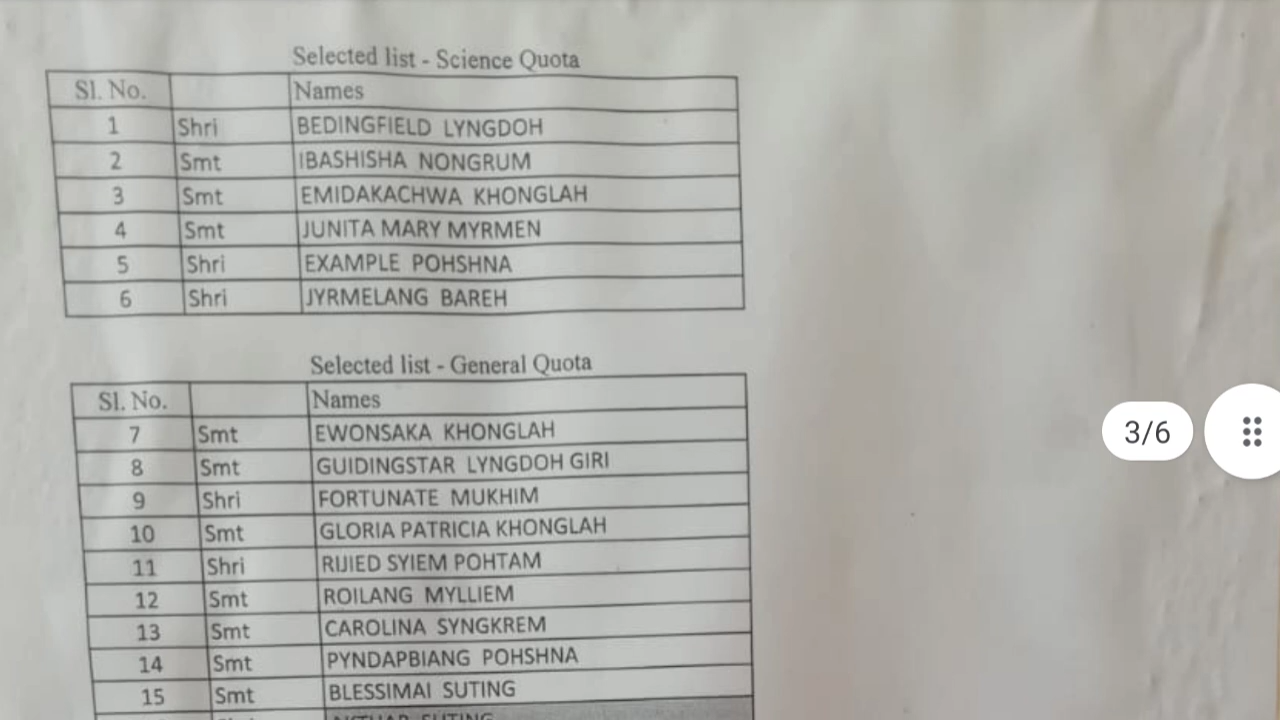 Selected list - Science Quota
Sl. No. Names
1 Shri BEDINGFIELD LYNGDOH
2 Smt IBASHISHA NONGRUM
3 Smt EMIDAKACHWA KHONGLAH
4 Smt JUNITA MARY MYRMEN
5 Shri EXAMPLE POHSHNA
6 Shri JYRMELANG BAREH
Selected list - General Quota
Sl. No. Names
7 Smt EWONSAKA KHONGLAH
8 Smt GUIDINGSTAR LYNGDOH GIRI
9 Shri FORTUNATE MUKHIM
3/6
10 Smt GLORIA PATRICIA KHONGLAH
11 Shri RIJIED SYIEM POHTAM
12 Smt ROILANG MYLLIEM
13 Smt CAROLINA SYNGKREM
14 Smt PYNDAPBIANG POHSHNA
15 Smt BLESSIMAI SUTING
SUTING